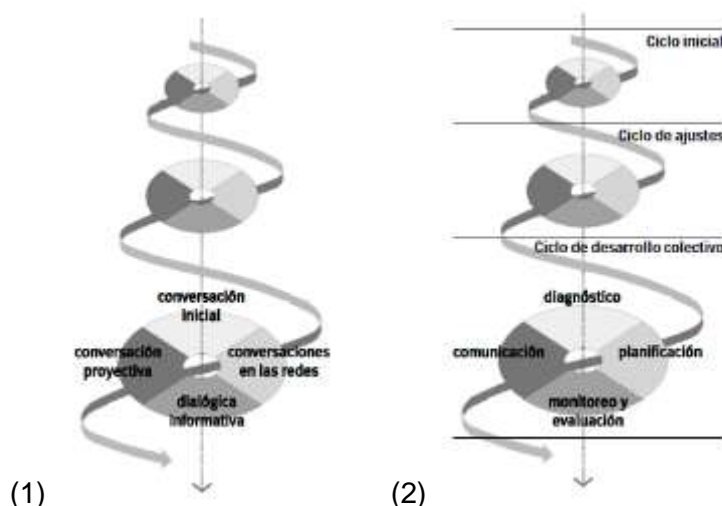 conversación
inicial
conversación
proyectiva
conversaciones
en las redes
dialógica
informativa
(1)
Ciclo inicial
Ciclo de ajustes
Ciclo de desarrollo colectivo
diagnóstico
comunicación
planificación
monitoreo y
evaluación
(2)